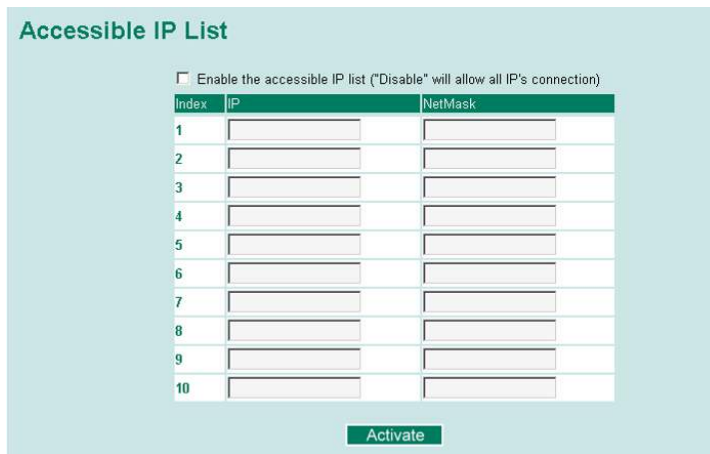 Accessible IP List
Enable the accessible IP list ("Disable" will allow all IP's connection)
Index IP NetMask
1
2
3
4
5
6
7
8
9
10
Activate